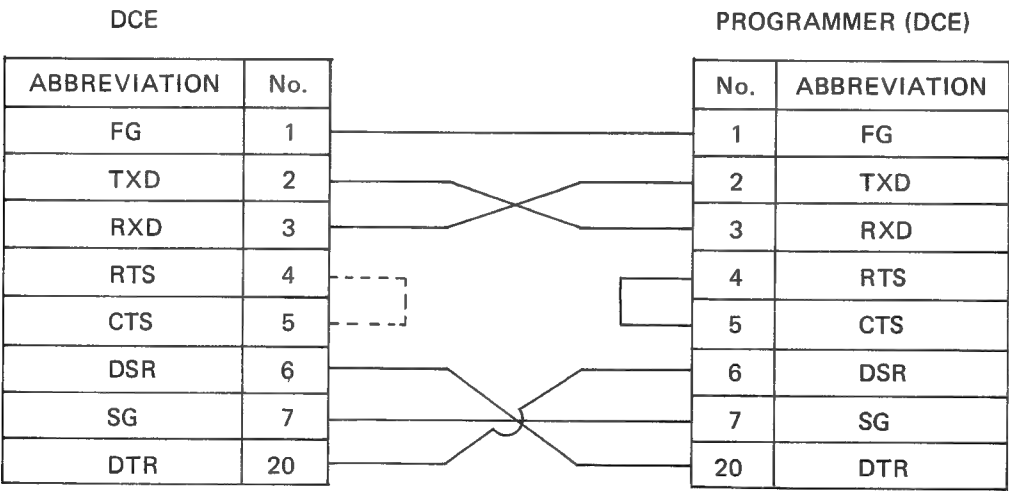 DCE
PROGRAMMER (DCE)
ABBREVIATION No.
FG 1
TXD 2
RXD 3
RTS 4
CTS 5
DSR 6
SG 7
DTR 20
No. ABBREVIATION
1 FG
2 TXD
3 RXD
4 RTS
5 CTS
6 DSR
7 SG
20 DTR